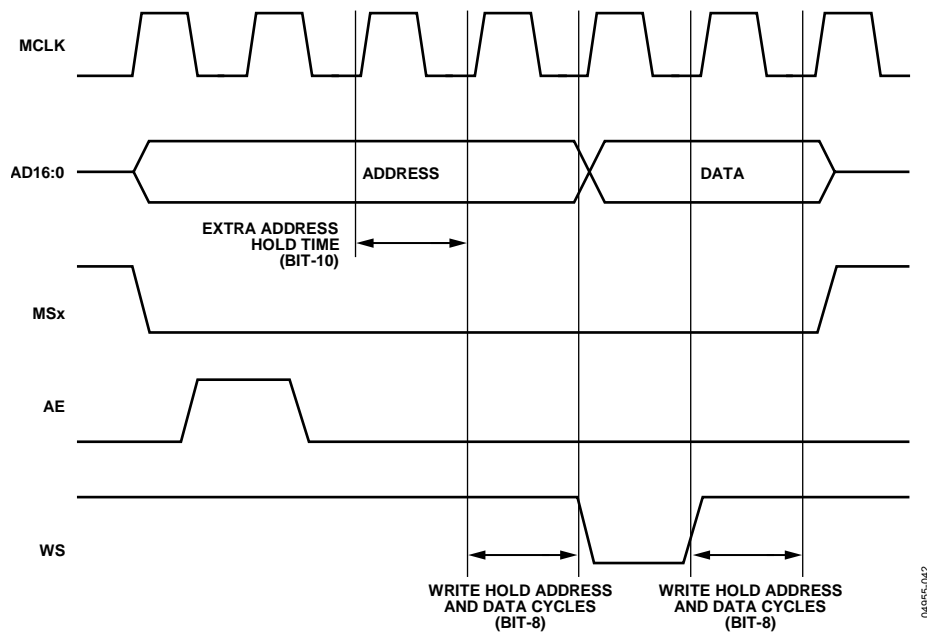 MCLK
AD16:0
ADDRESS
DATA
EXTRA ADDRESS
HOLD TIME
(BIT-10)
MSx
AE
WS
WRITE HOLD ADDRESS
AND DATA CYCLES
(BIT-8)
WRITE HOLD ADDRESS
AND DATA CYCLES
(BIT-8)
04955-042